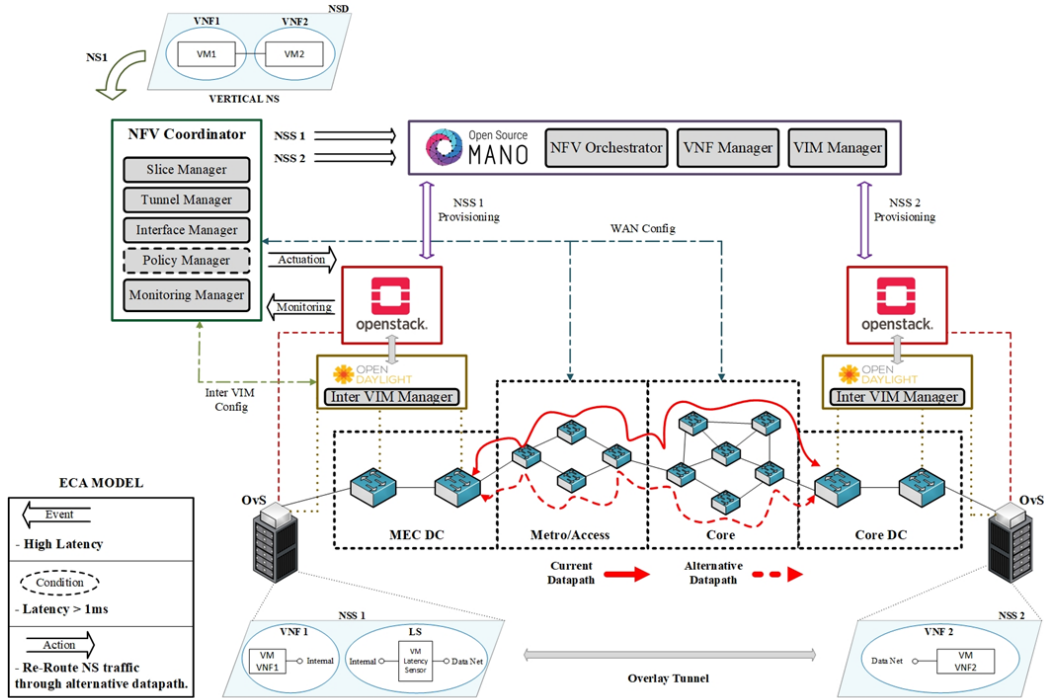 NSD
VNF1
VNF2
VM1
VM2
NS1
VERTICAL NS
NFV Coordinator
Slice Manager
Tunnel Manager
Interface Manager
Policy Manager
Monitoring Manager
NSS 1
NSS 2
Open Source
MANO
NFV Orchestrator
VNF Manager
VIM Manager
NSS 1
Provisioning
NSS 2
Provisioning
WAN Config
Actuation
Monitoring
openstack.
openstack.
OPEN
DAYLIGHT
Inter VIM Manager
OPEN
DAYLIGHT
Inter VIM Manager
Inter VIM
Config
MEC DC
Metro/Access
Core
Core DC
OvS
OvS
Current
Datapath
Alternative
Datapath
ECA MODEL
Event
- High Latency
Condition
- Latency > 1ms
Action
- Re-Route NS traffic
through alternative datapath.
NSS 1
VNF 1
VM
VNF1
Internal
LS
Internal
VM
Latency
Sensor
Data Net
Overlay Tunnel
NSS 2
VNF 2
Data Net
VM
VNF2